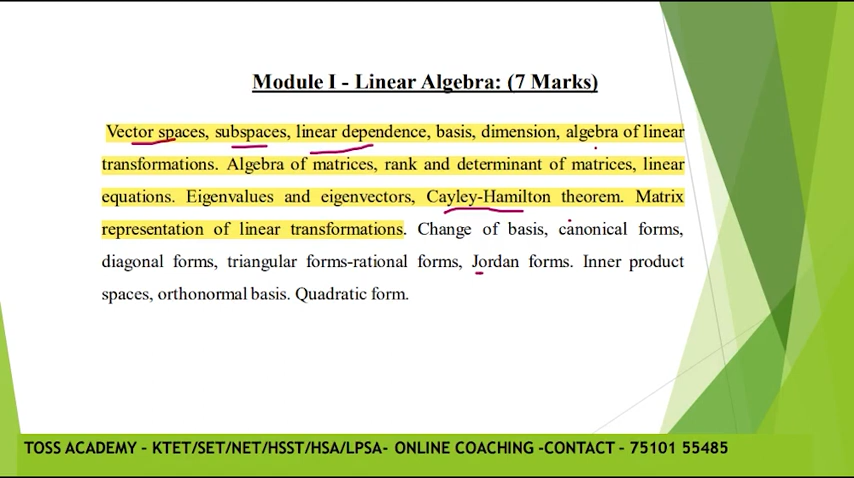 Module I - Linear Algebra: (7 Marks)
Vector spaces, subspaces, linear dependence, basis, dimension, algebra of linear
transformations. Algebra of matrices, rank and determinant of matrices, linear
equations. Eigenvalues and eigenvectors, Cayley-Hamilton theorem. Matrix
representation of linear transformations. Change of basis, canonical forms,
diagonal forms, triangular forms-rational forms, Jordan forms. Inner product
spaces, orthonormal basis. Quadratic form.
TOSS ACADEMY - KTET/SET/NET/HSST/HSA/LPSA- ONLINE COACHING -CONTACT - 75101 55485